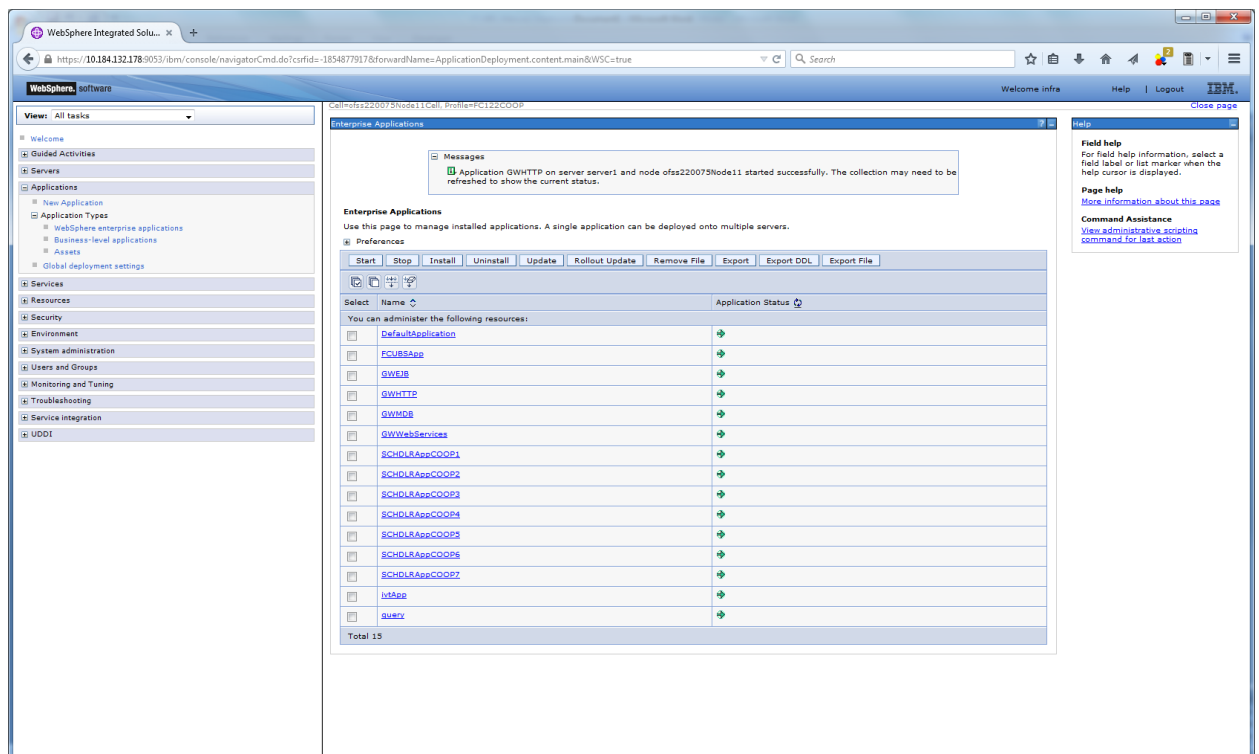 WebSphere Integrated Solu... × +
https://10.184.132.178:9053/ibm/console/navigatorCmd.do?csrfid=-1854877917&forwardName=ApplicationDeployment.content.main&WSC=true
Search
2
WebSphere. software
Welcome infra
Help | Logout
IBM.
View: All tasks
Welcome
Guided Activities
Servers
Applications
New Application
Application Types
WebSphere enterprise applications
Business-level applications
Assets
Global deployment settings
Services
Resources
Security
Environment
System administration
Users and Groups
Monitoring and Tuning
Troubleshooting
Service integration
UDDI
Cell=ofss220075Node11Cell, Profile=FC122COOP
Close page
Enterprise Applications
? -
Messages
Application GWHTTP on server server1 and node ofss220075Node11 started successfully. The collection may need to be
refreshed to show the current status.
Enterprise Applications
Use this page to manage installed applications. A single application can be deployed onto multiple servers.
Preferences
Start Stop Install Uninstall Update Rollout Update Remove File Export Export DDL Export File
Select Name Application Status
You can administer the following resources:
DefaultApplication
FCUBSApp
GWEJB
GWHTTP
GWMDB
GWWebServices
SCHDLRAppCOOP1
SCHDLRAppCOOP2
SCHDLRAppCOOP3
SCHDLRAppCOOP4
SCHDLRAppCOOP5
SCHDLRAppCOOP6
SCHDLRAppCOOP7
ivtApp
query
Total 15
Help
Field help
For field help information, select a
field label or list marker when the
help cursor is displayed.
Page help
More information about this page
Command Assistance
View administrative scripting
command for last action